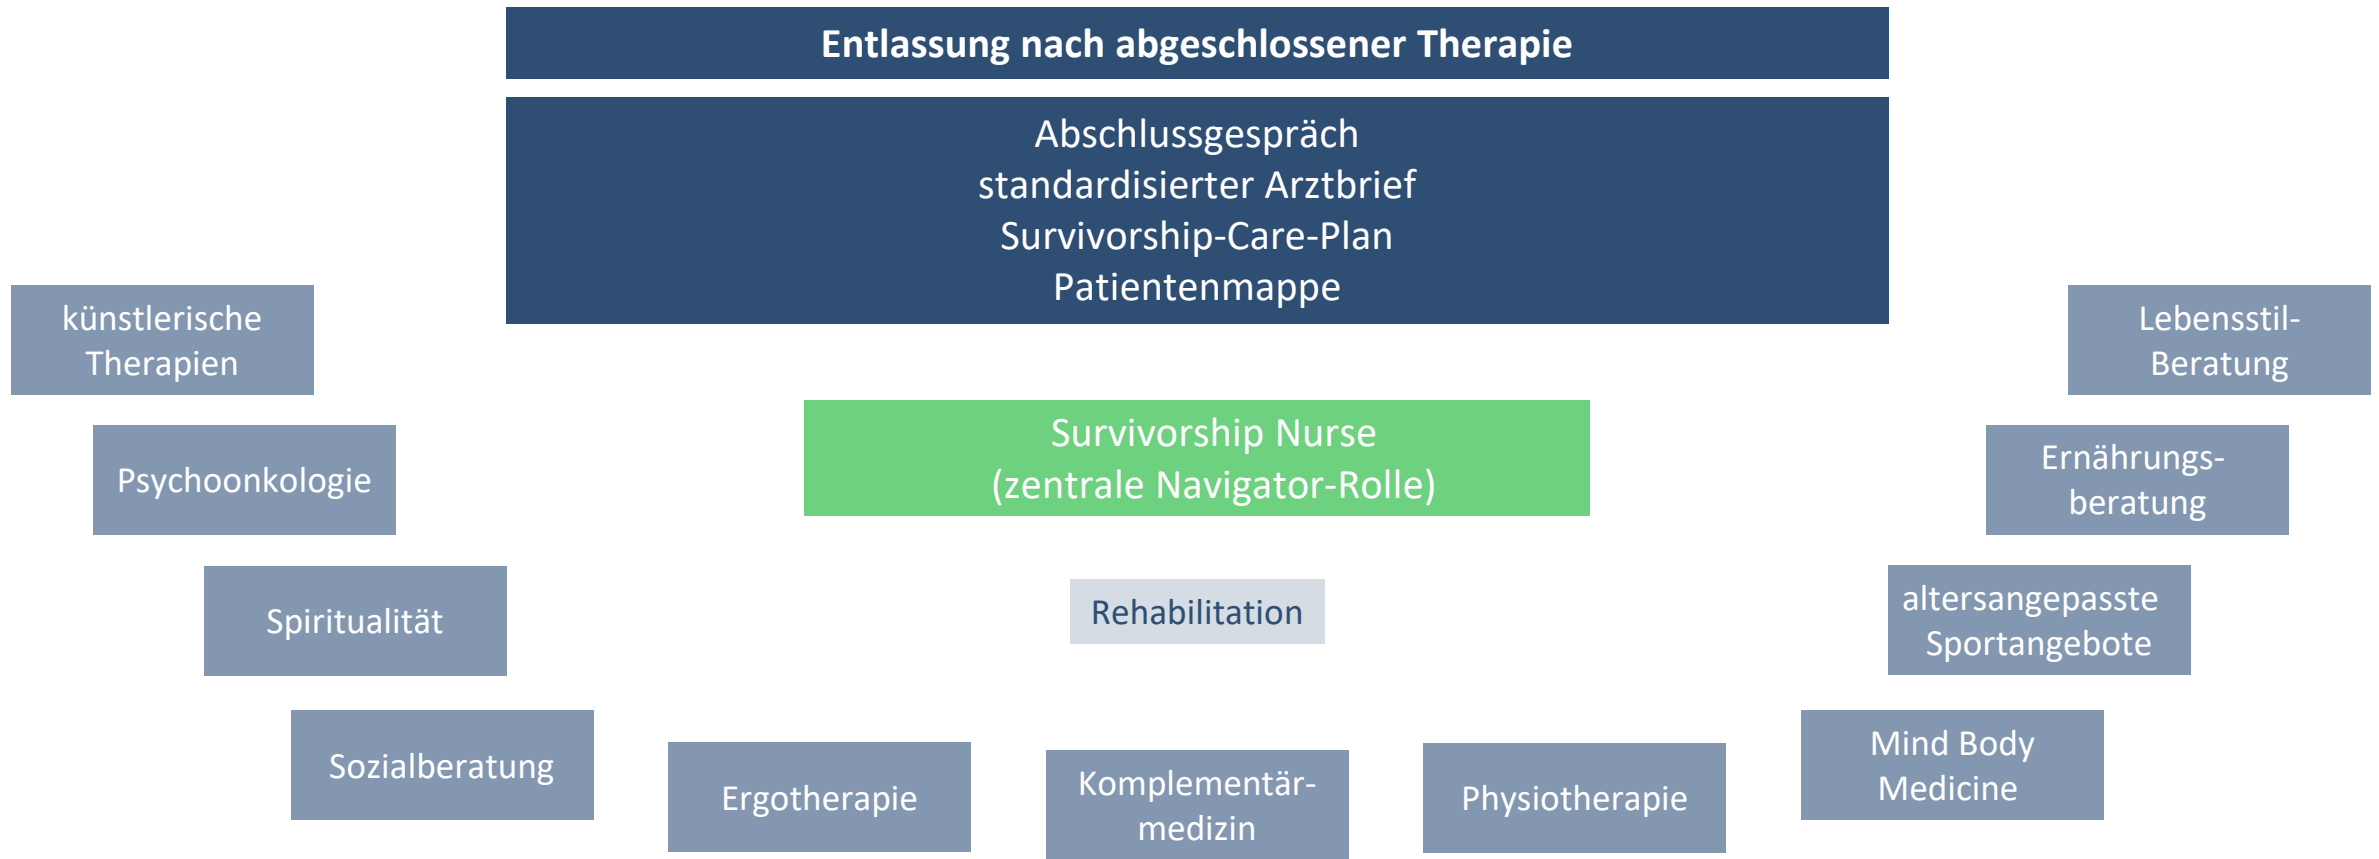 Entlassung nach abgeschlossener Therapie
Abschlussgespräch
standardisierter Arztbrief
Survivorship-Care-Plan
Patientenmappe
künstlerische
Therapien
Lebensstil-
Beratung
Survivorship Nurse
(zentrale Navigator-Rolle)
Psychoonkologie
Ernährungs-
beratung
Spiritualität
Rehabilitation
altersangepasste
Sportangebote
Sozialberatung
Ergotherapie
Komplementär-
medizin
Physiotherapie
Mind Body
Medicine